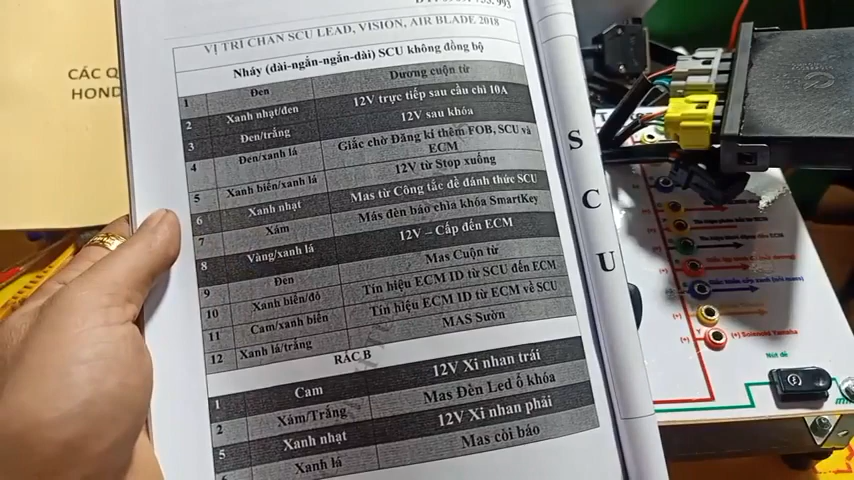 VỊ TRÍ CHÂN SCU LEAD, VISION, AIR BLADE 2018
Nháy (dài-ngắn-ngắn-dài) SCU không đồng bộ
1 Đen Dương cuộn từ
2 Xanh nhạt/đen 12V trực tiếp sau cầu chì 10A
3 Đen/trắng 12V sau khóa
4 Đen/xanh lá Giắc chờ Đăng kí thêm FOB, SCU và ECM
5 Xanh biển/xanh lá 12V từ Stop xuống
6 Xanh nhạt Mas từ Công tắc đề đánh thức SCU
7 Xám Más đèn báo chìa khóa SmartKey
8 Vàng/xanh lá 12V – Cấp đến ECM
9 Đen Mas Cuộn từ
10 Xanh biển/đỏ Tín hiệu ECM ID từ SCU đến ECM
11 Cam/xanh biển Tín hiệu ECM ID từ ECM về SCU
12 Xanh lá/trắng MAS Sườn
RẮC B
1 Cam 12V Xi nhan trái
2 Xám/Trắng Mas Đèn Led ổ khóa
5 Xanh nhạt 12V Xi nhan phải
Xanh lá Mas còi báo
S
C
U
CÁC Q
HOND
(+) Solenoid Yamaha
Nút đề